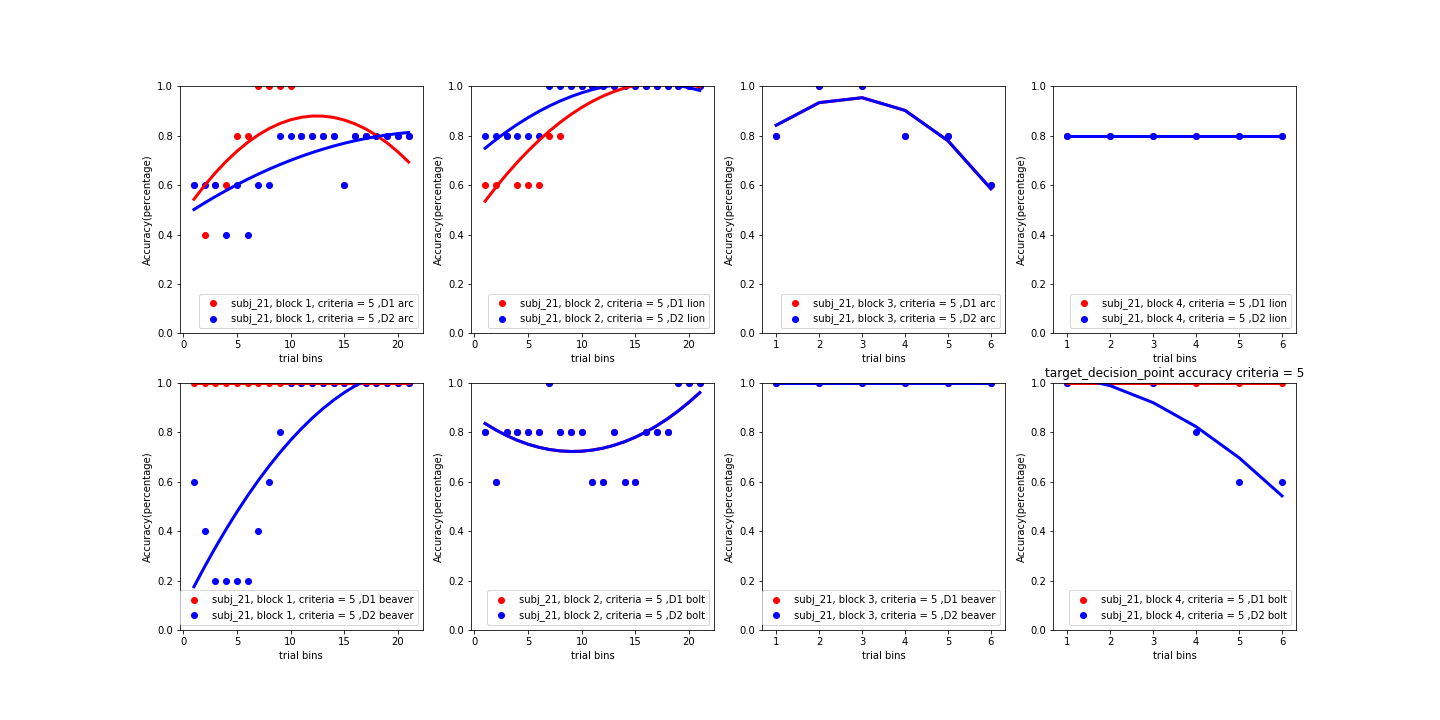 1.0
0.8
0.6
0.4
0.2
0.0
Accuracy(percentage)
subj_21, block 1, criteria = 5 ,D1 arc
subj_21, block 1, criteria = 5 ,D2 arc
0 5 10 15 20
trial bins
1.0
0.8
0.6
0.4
0.2
0.0
Accuracy(percentage)
subj_21, block 2, criteria = 5 ,D1 lion
subj_21, block 2, criteria = 5 ,D2 lion
0 5 10 15 20
trial bins
1.0
0.8
0.6
0.4
0.2
0.0
Accuracy(percentage)
subj_21, block 3, criteria = 5 ,D1 arc
subj_21, block 3, criteria = 5 ,D2 arc
1 2 3 4 5 6
trial bins
1.0
0.8
0.6
0.4
0.2
0.0
Accuracy(percentage)
subj_21, block 4, criteria = 5 ,D1 lion
subj_21, block 4, criteria = 5 ,D2 lion
1 2 3 4 5 6
trial bins
1.0
0.8
0.6
0.4
0.2
0.0
Accuracy(percentage)
subj_21, block 1, criteria = 5 ,D1 beaver
subj_21, block 1, criteria = 5 ,D2 beaver
0 5 10 15 20
trial bins
1.0
0.8
0.6
0.4
0.2
0.0
Accuracy(percentage)
subj_21, block 2, criteria = 5 ,D1 bolt
subj_21, block 2, criteria = 5 ,D2 bolt
0 5 10 15 20
trial bins
1.0
0.8
0.6
0.4
0.2
0.0
Accuracy(percentage)
subj_21, block 3, criteria = 5 ,D1 beaver
subj_21, block 3, criteria = 5 ,D2 beaver
1 2 3 4 5 6
trial bins
target_decision_point accuracy criteria = 5
1.0
0.8
0.6
0.4
0.2
0.0
Accuracy(percentage)
subj_21, block 4, criteria = 5 ,D1 bolt
subj_21, block 4, criteria = 5 ,D2 bolt
1 2 3 4 5 6
trial bins